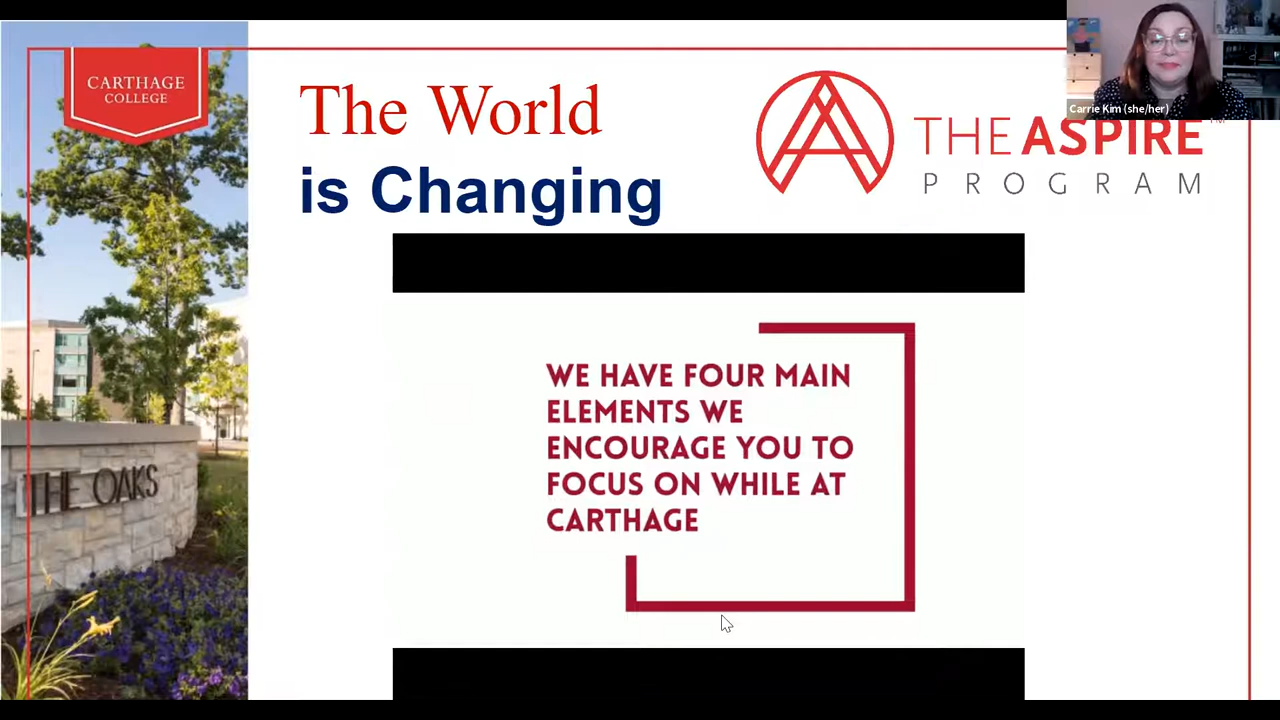 CARTHAGE
COLLEGE
The World
is Changing
THE ASPIRE™
PROGRAM
Carrie Kim (she/her)
WE HAVE FOUR MAIN
ELEMENTS WE
ENCOURAGE YOU TO
FOCUS ON WHILE AT
CARTHAGE
THE OAKS